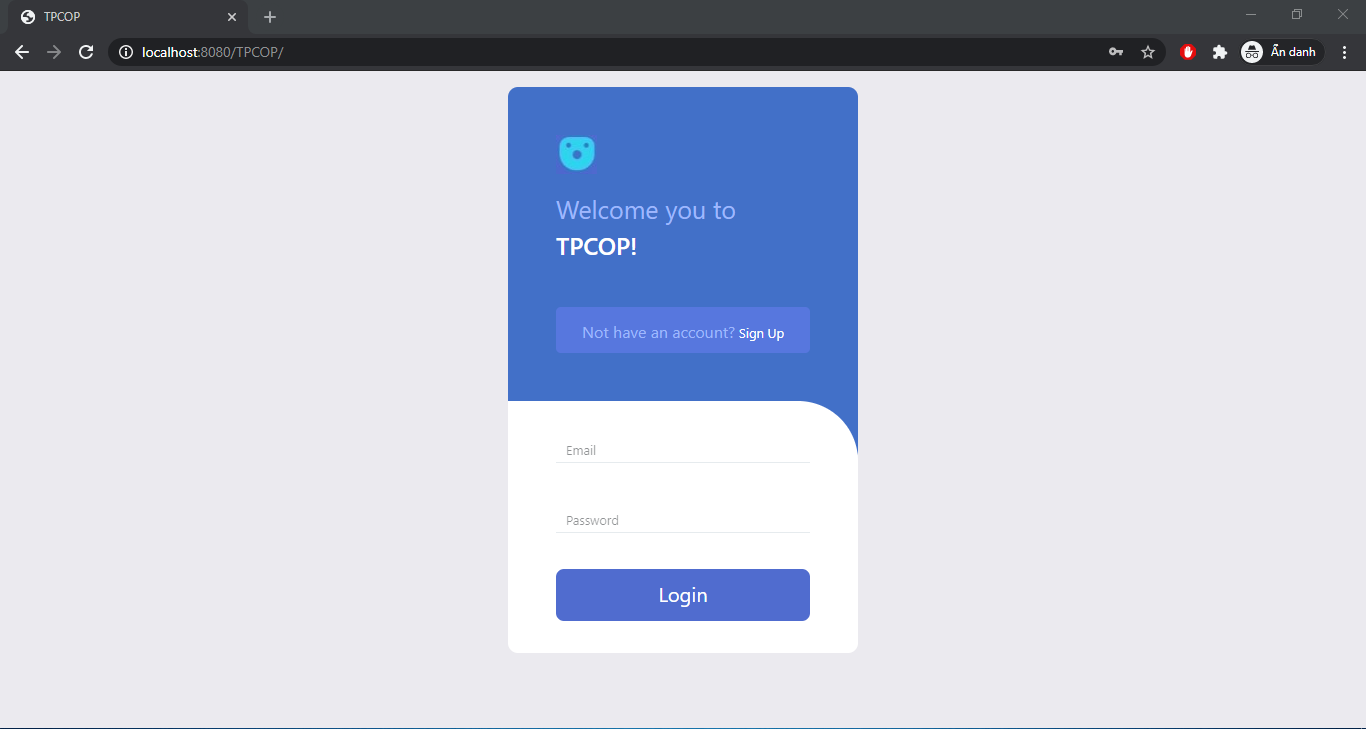 TPCOP
localhost:8080/TPCOP/
Ẩn danh
Welcome you to
TPCOP!
Not have an account? Sign Up
Email
Password
Login